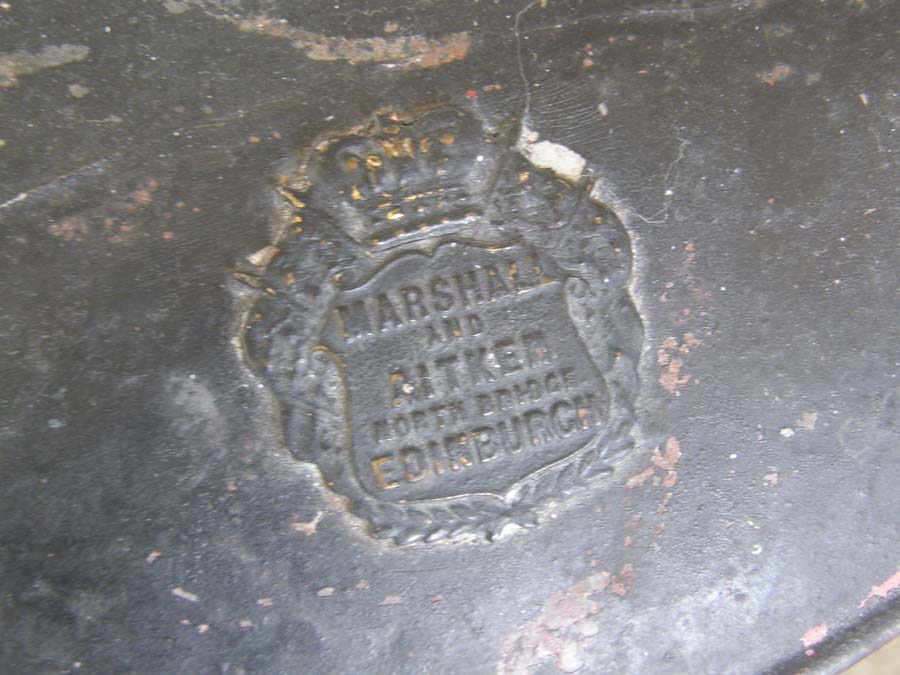 MARSHALL
AND
AITKEN
NORTH BRIDGE
EDINBURGH